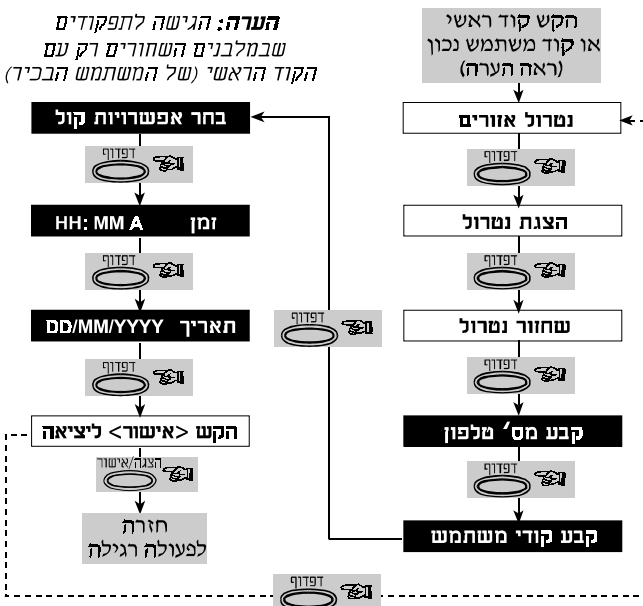 הערה: הגישה לתפקודים
שבמלבנים השחורים רק עם
הקוד הראשי (של המשתמש הבכיר)
הקש קוד ראשי
או קוד משתמש נכון
(ראה הערה)
נטרול אזורים
דפדוף
הצגת נטרול
דפדוף
שחזור נטרול
דפדוף
קבע מס' טלפון
דפדוף
קבע קודי משתמש
דפדוף
בחר אפשרויות קול
דפדוף
זמן HH: MM A
דפדוף
תאריך DD/MM/YYYY
דפדוף
הקש <אישור> ליציאה
הצגה/אישור
חזרה
לפעולה רגילה
דפדוף